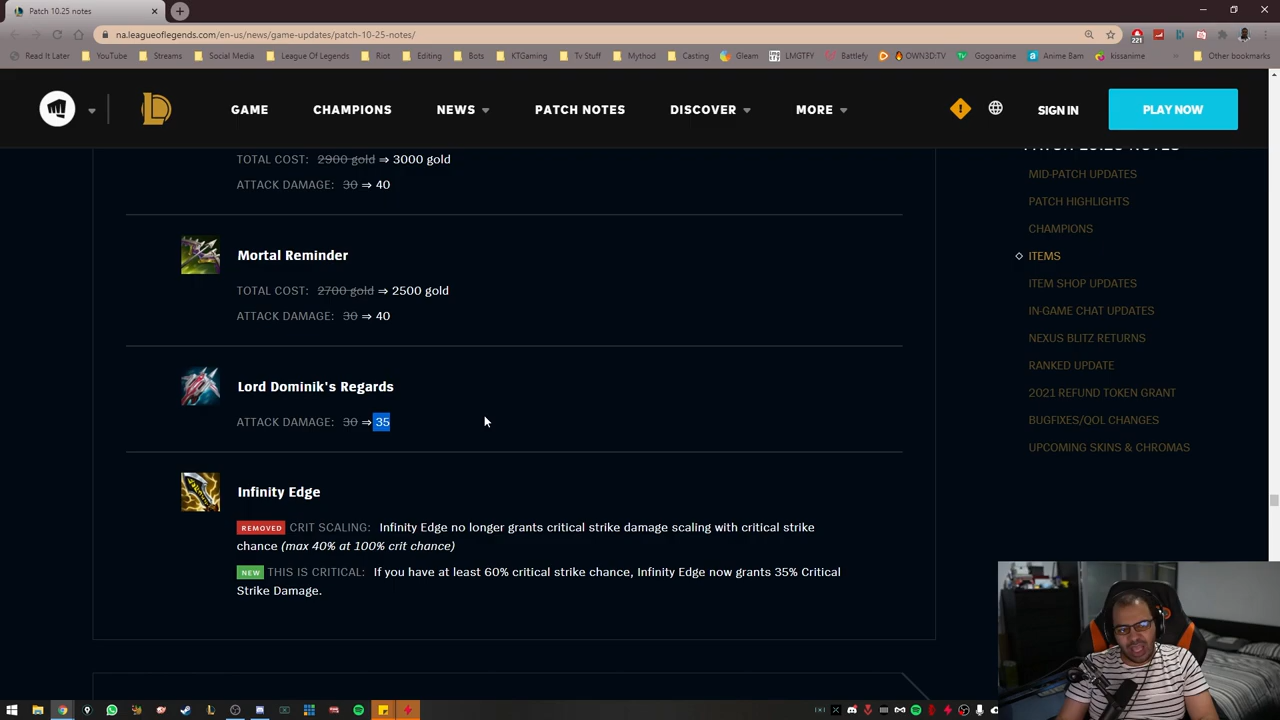 Patch 10.25 notes
na.leagueoflegends.com/en-us/news/game-updates/patch-10-25-notes/
221
Read It Later YouTube Streams Social Media League Of Legends Riot Editing Bots KTGaming Tv Stuff Mythod Casting Gleam LMGTFY Battlefy OWN3D.TV Gogoanime Anime Bam kissanime Other bookmarks
GAME CHAMPIONS NEWS PATCH NOTES DISCOVER MORE SIGN IN PLAY NOW
TOTAL COST: 2900 gold ⇒ 3000 gold
ATTACK DAMAGE: 30 ⇒ 40
Mortal Reminder
TOTAL COST: 2700 gold ⇒ 2500 gold
ATTACK DAMAGE: 30 ⇒ 40
Lord Dominik's Regards
ATTACK DAMAGE: 30 ⇒ 35
Infinity Edge
REMOVED CRIT SCALING: Infinity Edge no longer grants critical strike damage scaling with critical strike
chance (max 40% at 100% crit chance)
NEW THIS IS CRITICAL: If you have at least 60% critical strike chance, Infinity Edge now grants 35% Critical
Strike Damage.
PATCH 10.25 NOTES
MID-PATCH UPDATES
PATCH HIGHLIGHTS
CHAMPIONS
ITEMS
ITEM SHOP UPDATES
IN-GAME CHAT UPDATES
NEXUS BLITZ RETURNS
RANKED UPDATE
2021 REFUND TOKEN GRANT
BUGFIXES/QOL CHANGES
UPCOMING SKINS & CHROMAS